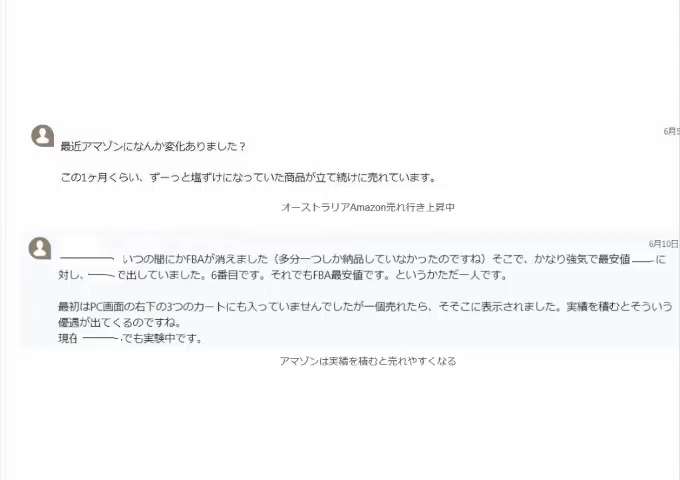 6月5
最近アマゾンになんか変化ありました？
この1ヶ月くらい、ずーっと塩ずけになっていた商品が立て続けに売れています。
オーストラリアAmazon売れ行き上昇中
6月10日
いつの間にかFBAが消えました（多分一つしか納品していなかったのですね）そこで、かなり強気で最安値 に
対し、 で出していました。6番目です。それでもFBA最安値です。というかただ一人です。
最初はPC画面の右下の3つのカートにも入っていませんでしたが一個売れたら、そそこに表示されました。実績を積むとそういう
優遇が出てくるのですね。
現在 でも実験中です。
アマゾンは実績を積むと売れやすくなる